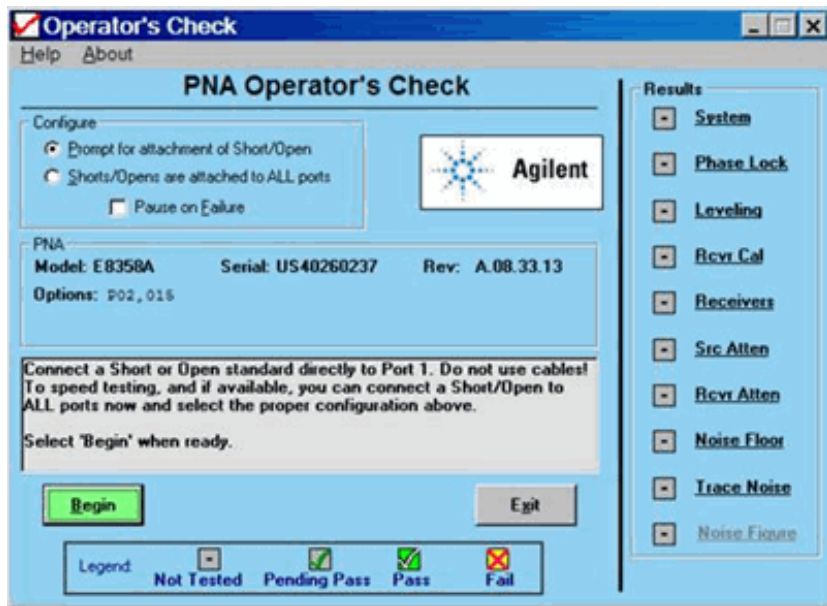 Operator's Check
Help About
PNA Operator's Check
Configure
Prompt for attachment of Short/Open
Shorts/Opens are attached to ALL ports
Pause on Failure
Agilent
PNA
Model: E8358A Serial: US40260237 Rev: A.08.33.13
Options: P02,015
Connect a Short or Open standard directly to Port 1. Do not use cables!
To speed testing, and if available, you can connect a Short/Open to
ALL ports now and select the proper configuration above.
Select 'Begin' when ready.
Begin
Exit
Legend:
Not Tested
Pending Pass
Pass
Fail
Results
System
Phase Lock
Leveling
Rcvr Cal
Receivers
Src Atten
Rcvr Atten
Noise Floor
Trace Noise
Noise Figure